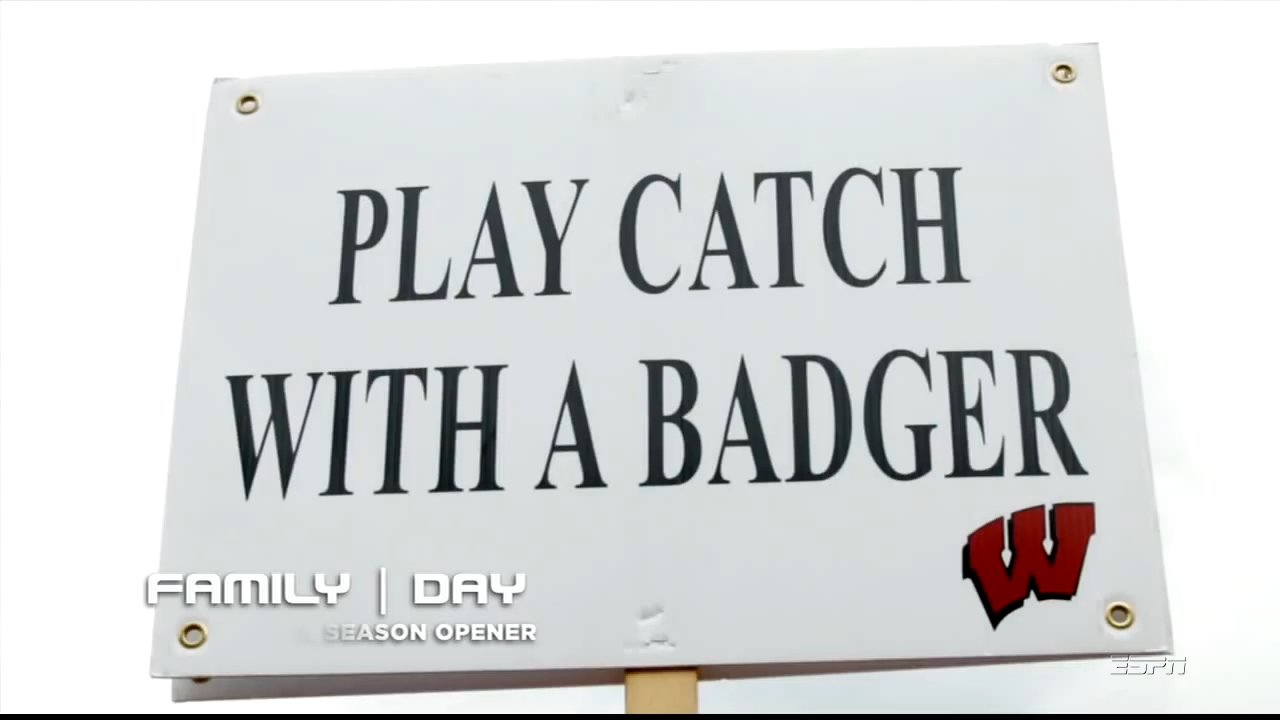 PLAY CATCH
WITH A BADGER
W
FAMILY | DAY
SEASON OPENER
ESPN